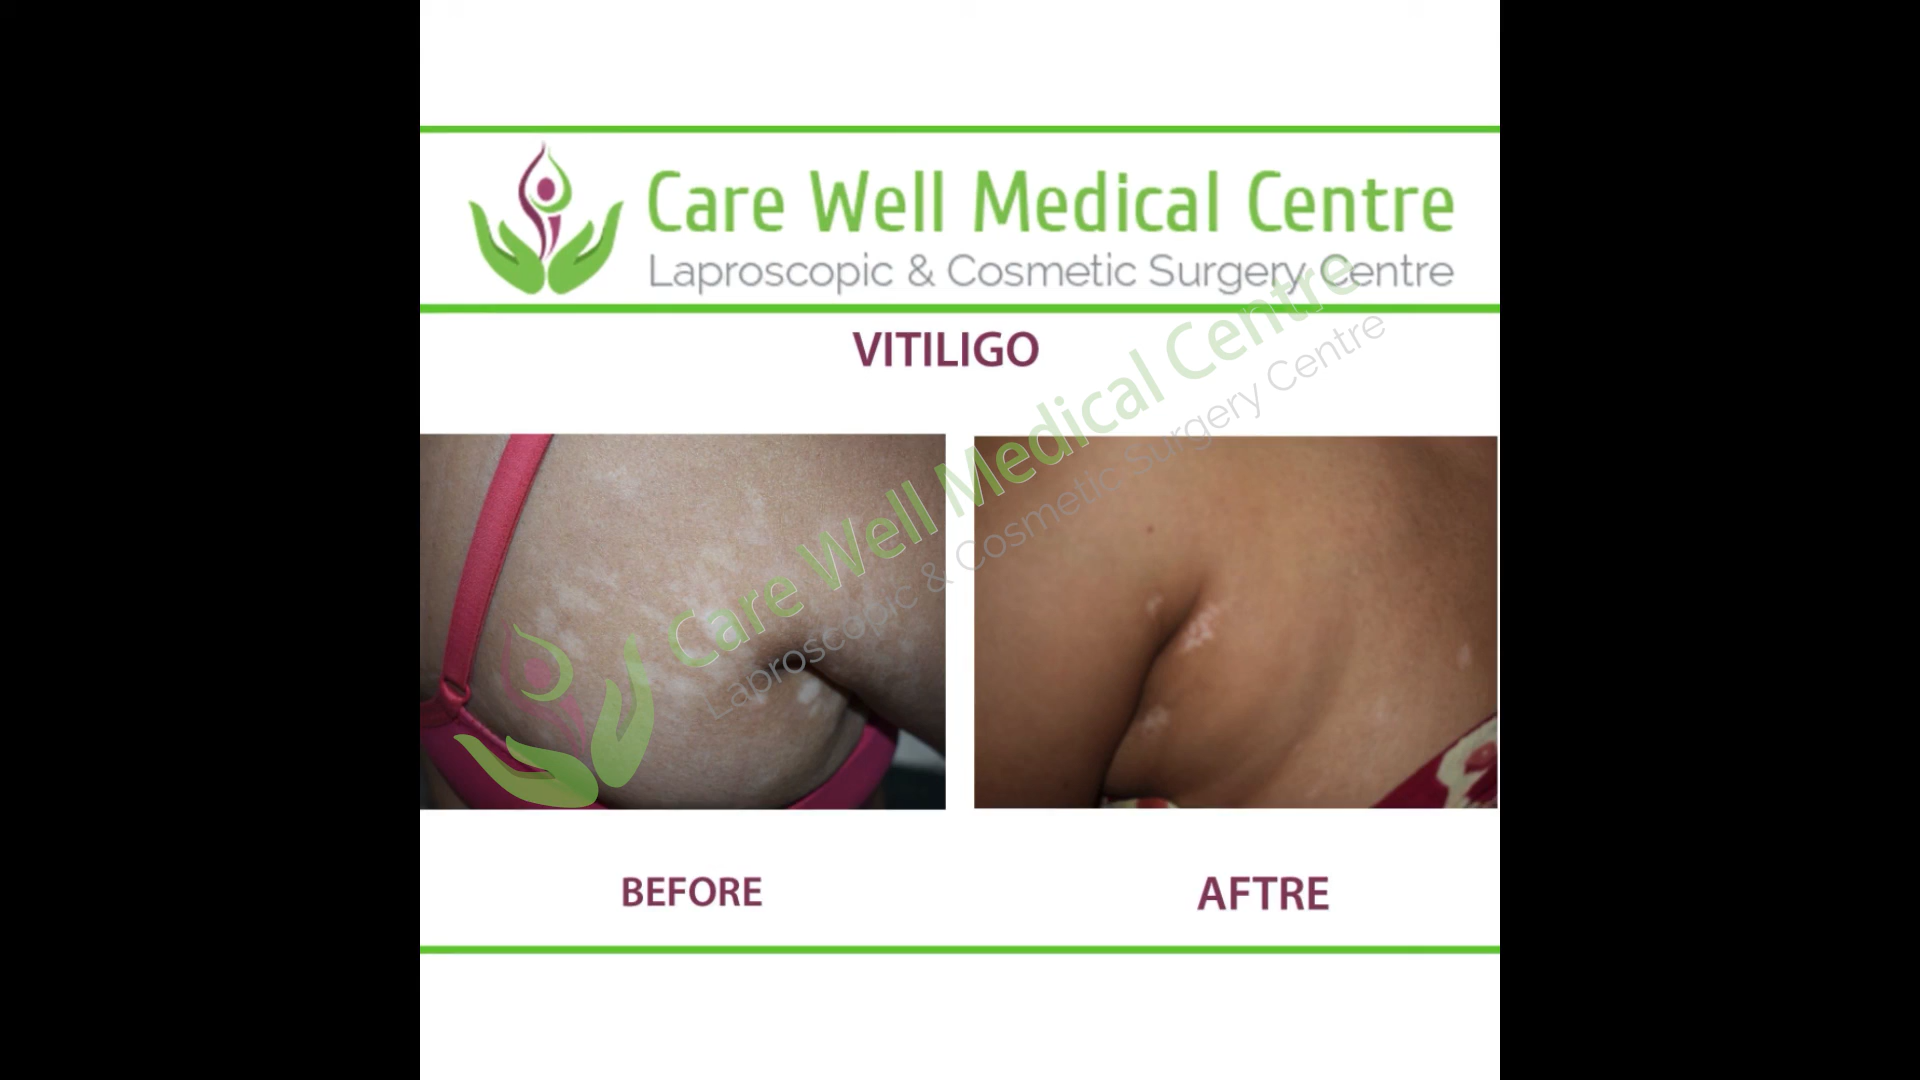 Care Well Medical Centre
Laproscopic & Cosmetic Surgery Centre
VITILIGO
Care Well Medical Centre
Laproscopic & Cosmetic Surgery Centre
BEFORE
AFTRE